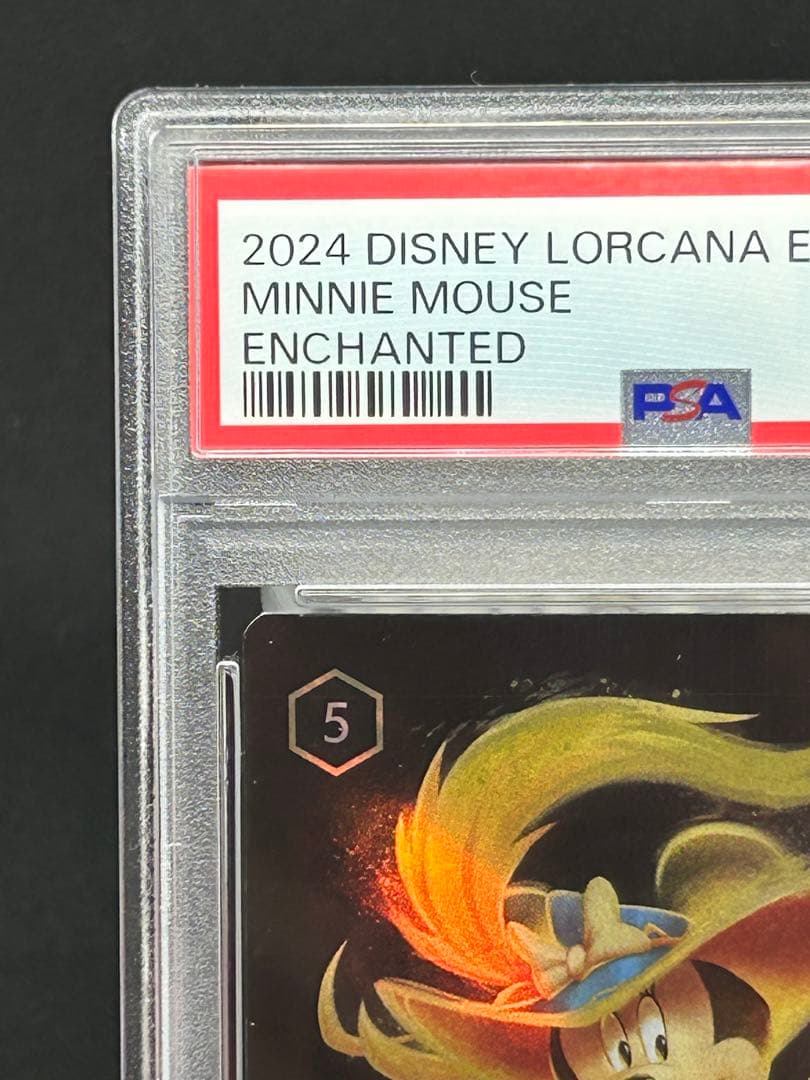 2024 DISNEY LORCANA E
MINNIE MOUSE
ENCHANTED
PSA
5